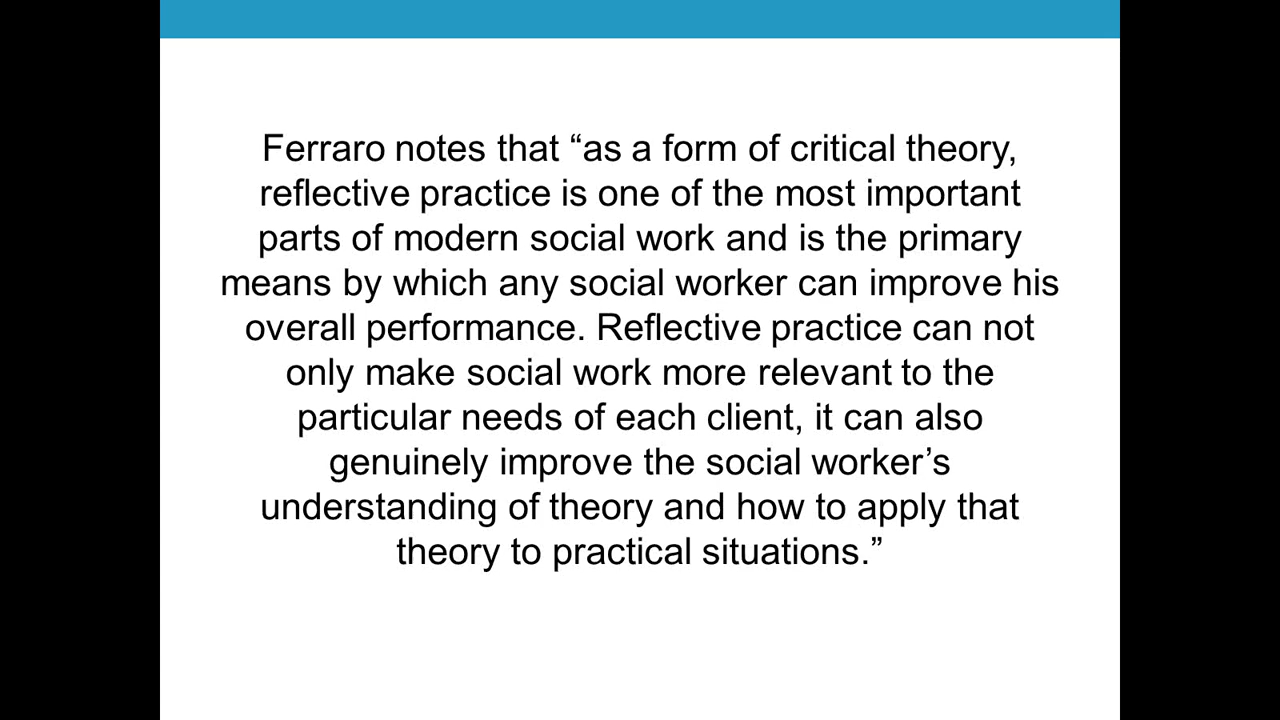 Ferraro notes that “as a form of critical theory,
reflective practice is one of the most important
parts of modern social work and is the primary
means by which any social worker can improve his
overall performance. Reflective practice can not
only make social work more relevant to the
particular needs of each client, it can also
genuinely improve the social worker’s
understanding of theory and how to apply that
theory to practical situations.”